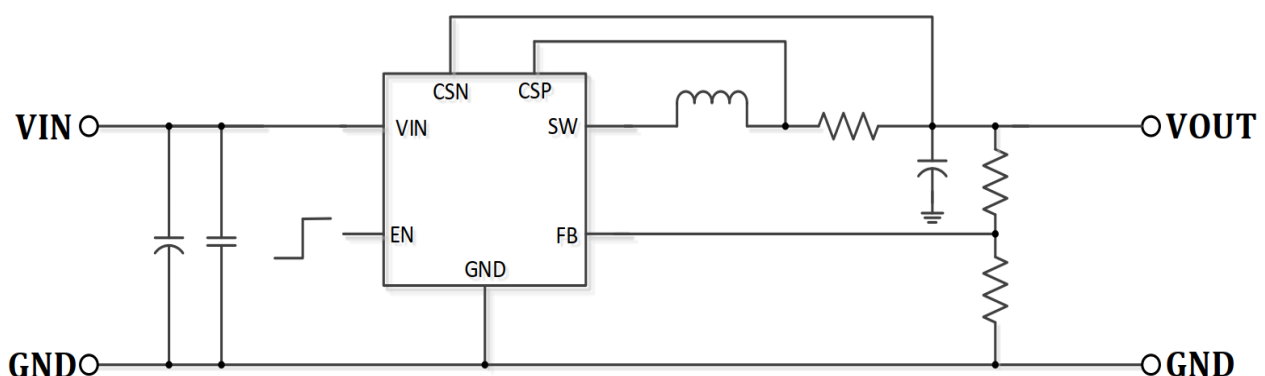 CSN
CSP
VIN
VIN
SW
VOUT
EN
FB
GND
GND
GND